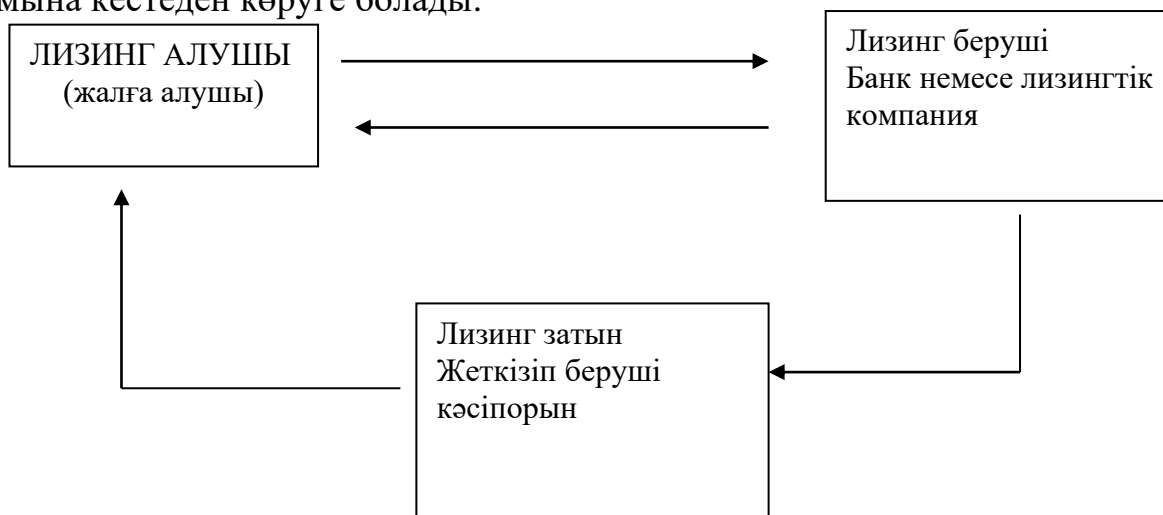 мына кестеден көруге болады.
ЛИЗИНГ АЛУШЫ
(жалға алушы)
Лизинг беруші
Банк немесе лизингтік
компания
Лизинг затын
Жеткізіп беруші
кәсіпорын